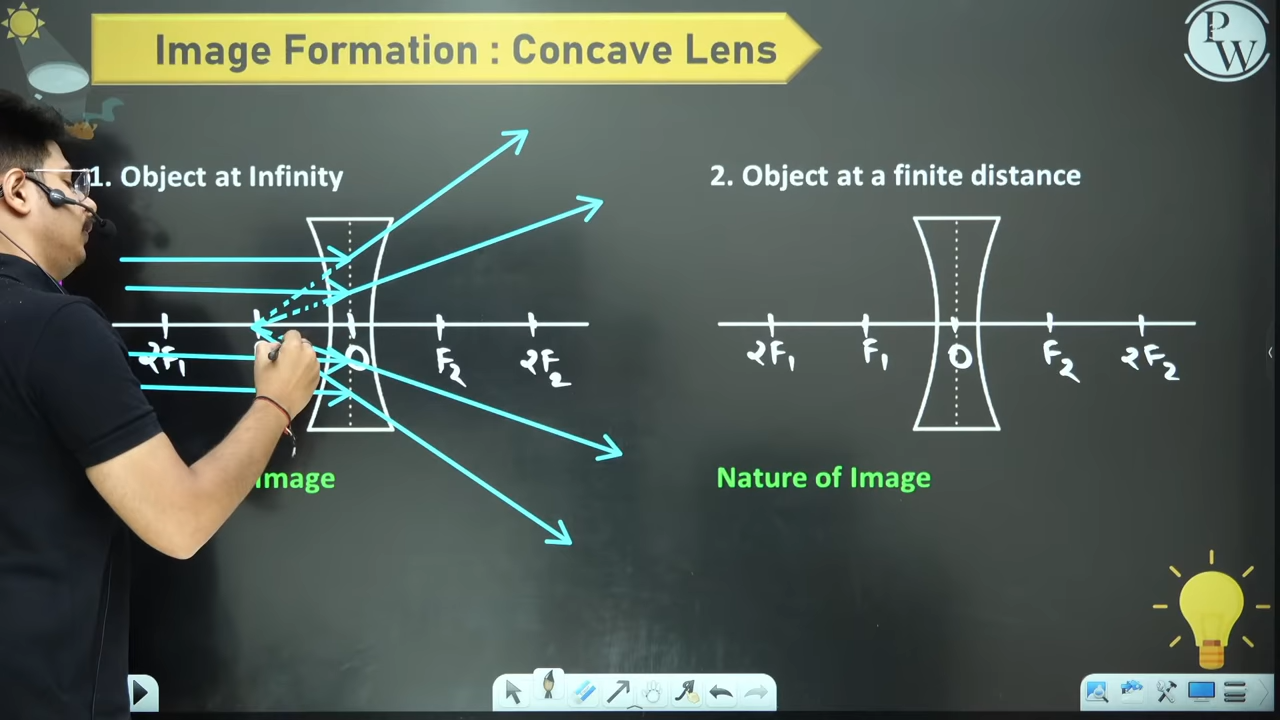 Image Formation : Concave Lens
PW
1. Object at Infinity
2. Object at a finite distance
2F1 O F2 2F2
2F1 F1 O F2 2F2
Image
Nature of Image